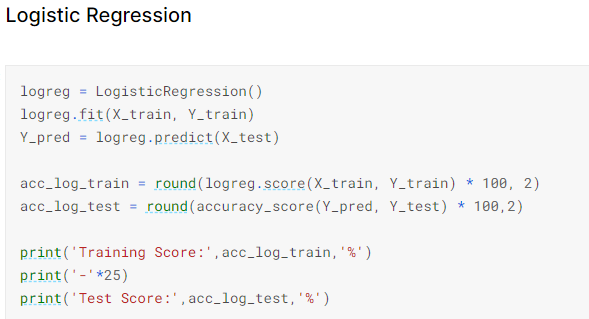 Logistic Regression
logreg = LogisticRegression()
logreg.fit(X_train, Y_train)
Y_pred = logreg.predict(X_test)
acc_log_train = round(logreg.score(X_train, Y_train) * 100, 2)
acc_log_test = round(accuracy_score(Y_pred, Y_test) * 100,2)
print('Training Score:',acc_log_train,'%')
print('-'*25)
print('Test Score:',acc_log_test,'%')